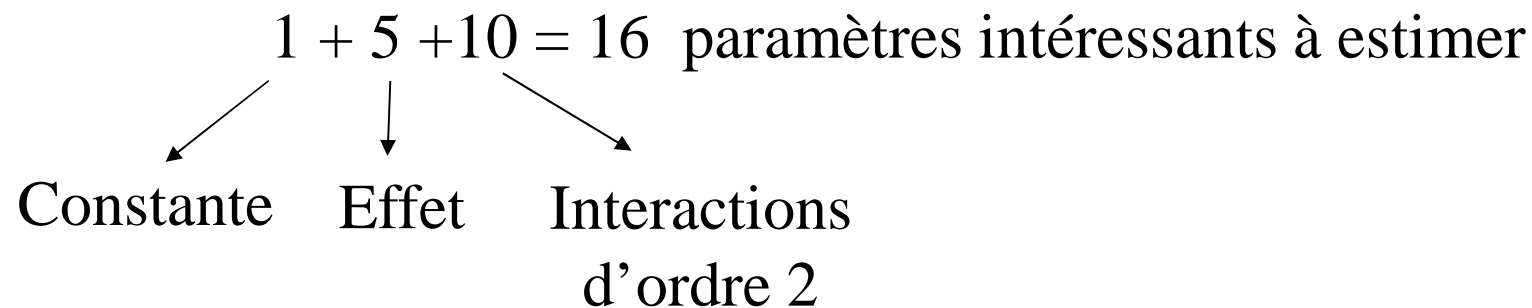 1 + 5 +10 = 16 paramètres intéressants à estimer
Constante Effet Interactions
d’ordre 2